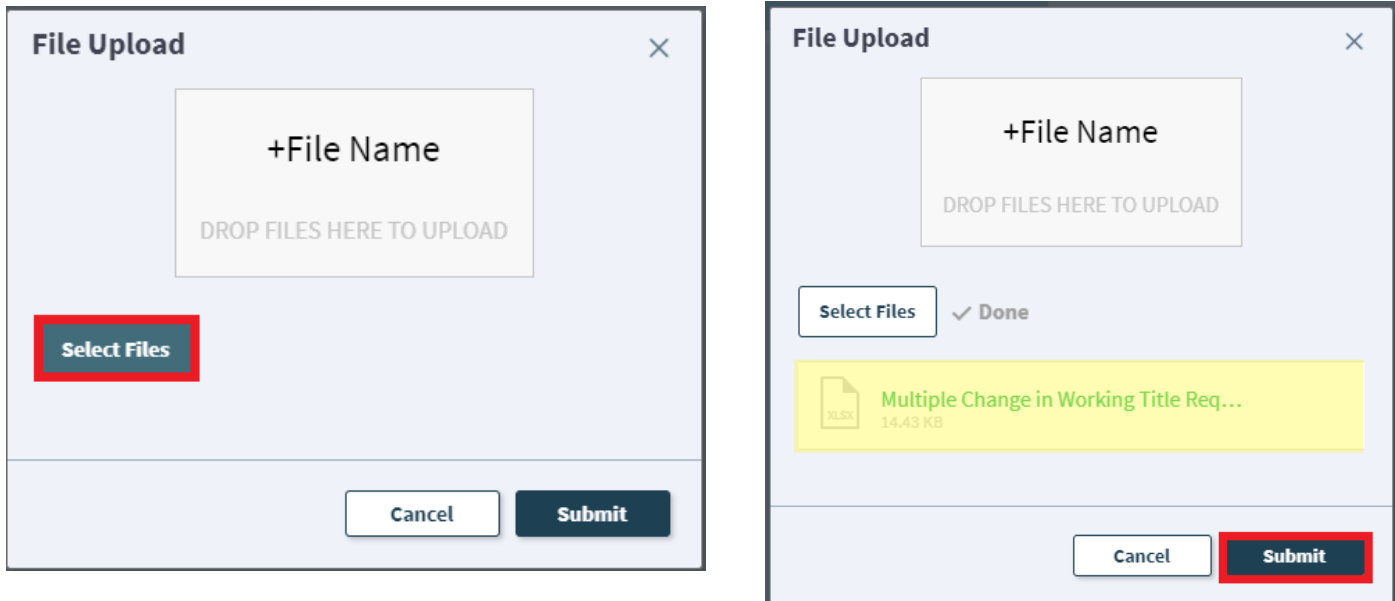 File Upload
+File Name
DROP FILES HERE TO UPLOAD
Select Files
Cancel
Submit
File Upload
+File Name
DROP FILES HERE TO UPLOAD
Select Files
Done
XLSX
Multiple Change in Working Title Req...
14.43 KB
Cancel
Submit